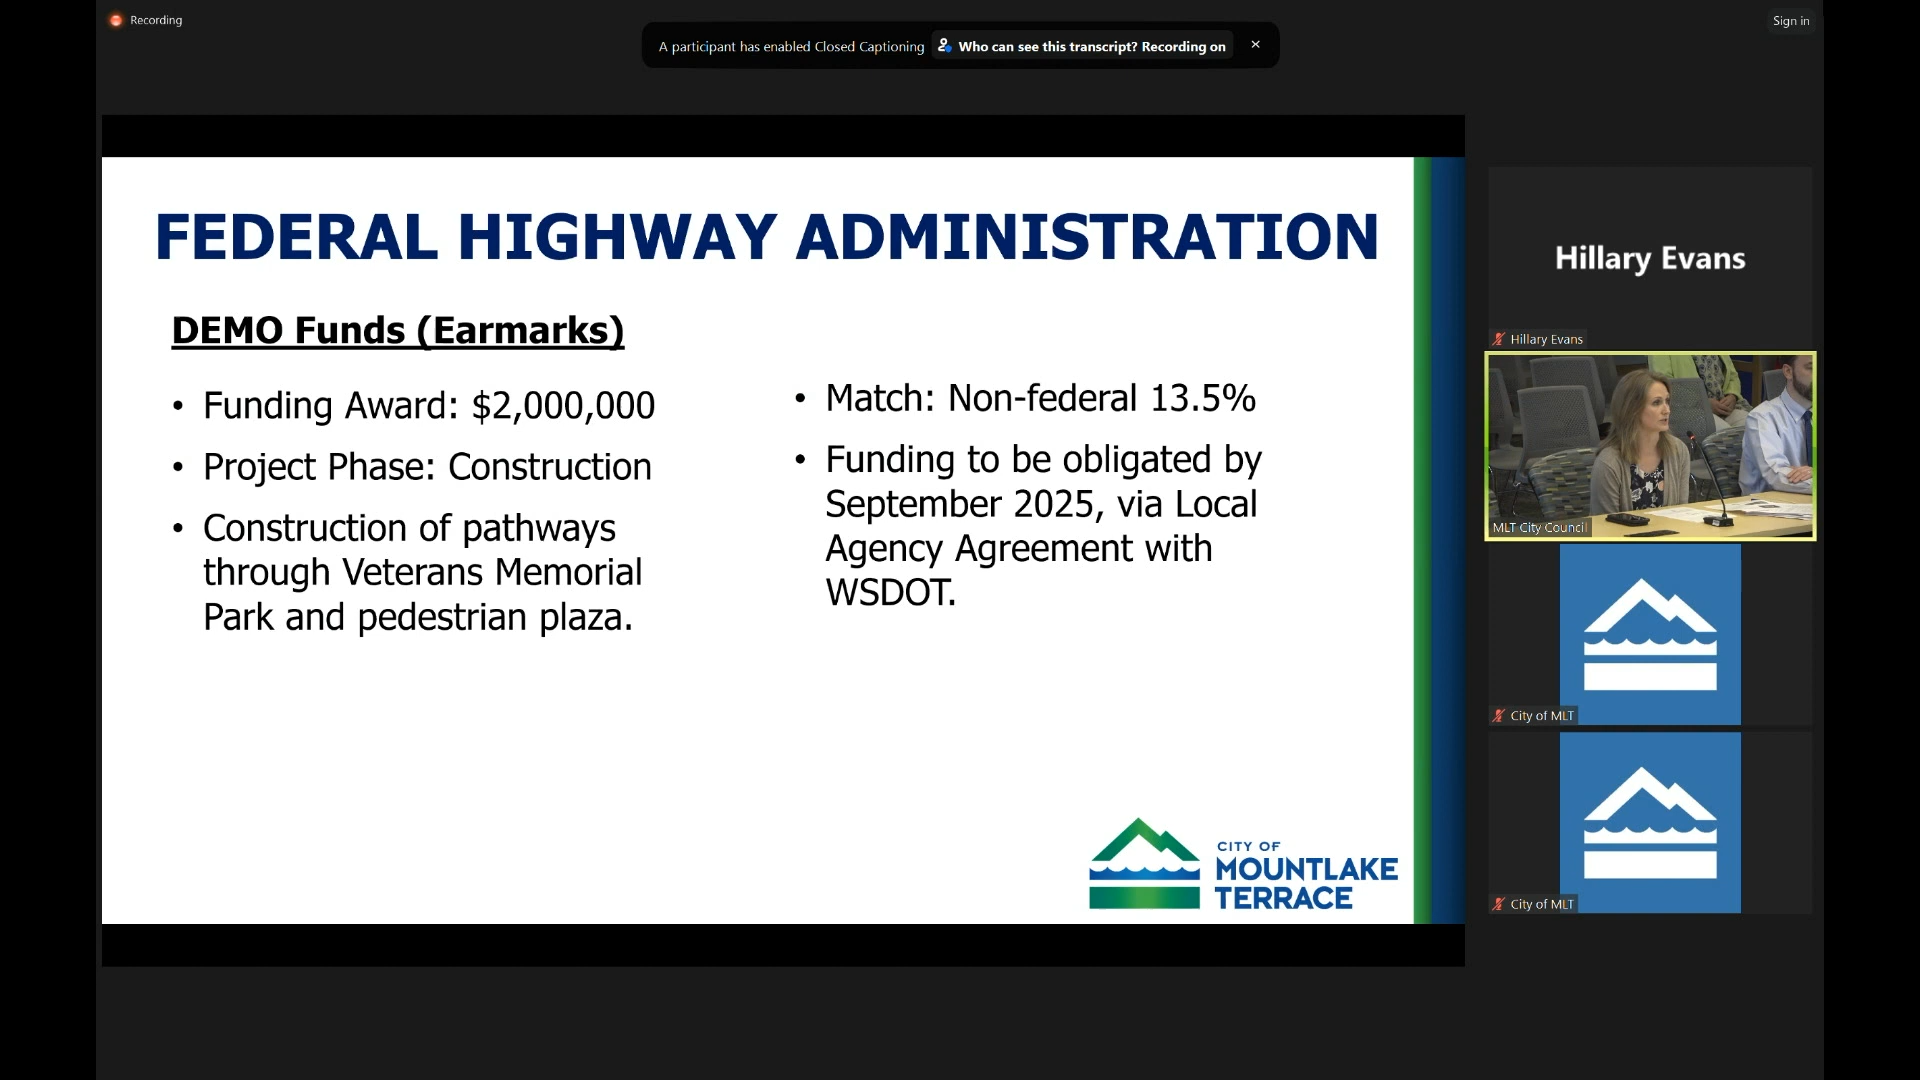 Recording
A participant has enabled Closed Captioning
Who can see this transcript? Recording on
Sign in
FEDERAL HIGHWAY ADMINISTRATION
DEMO Funds (Earmarks)
• Funding Award: $2,000,000
• Project Phase: Construction
• Construction of pathways
through Veterans Memorial
Park and pedestrian plaza.
• Match: Non-federal 13.5%
• Funding to be obligated by
September 2025, via Local
Agency Agreement with
WSDOT.
CITY OF
MOUNTLAKE
TERRACE
Hillary Evans
Hillary Evans
MLT City Council
City of MLT
City of MLT